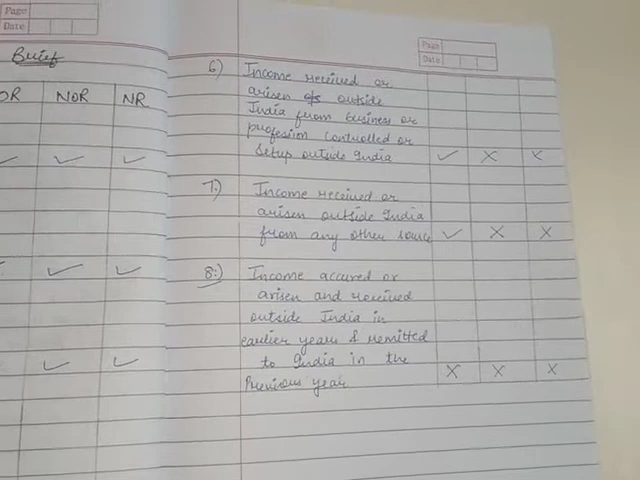 Page
Date
Brief
OR NOR NR
✓ ✓ ✓
✓ ✓
✓ ✓
Page
Date
6) Income received or
arisen o/s outside
India from business or
profession controlled or
Setup outside India ✓ × ×
7.) Income received or
arisen outside India
from any other source ✓ × ×
8.) Income accured or
arisen and received
outside India in
earlier years & remitted
to India in the
Previous year × × ×